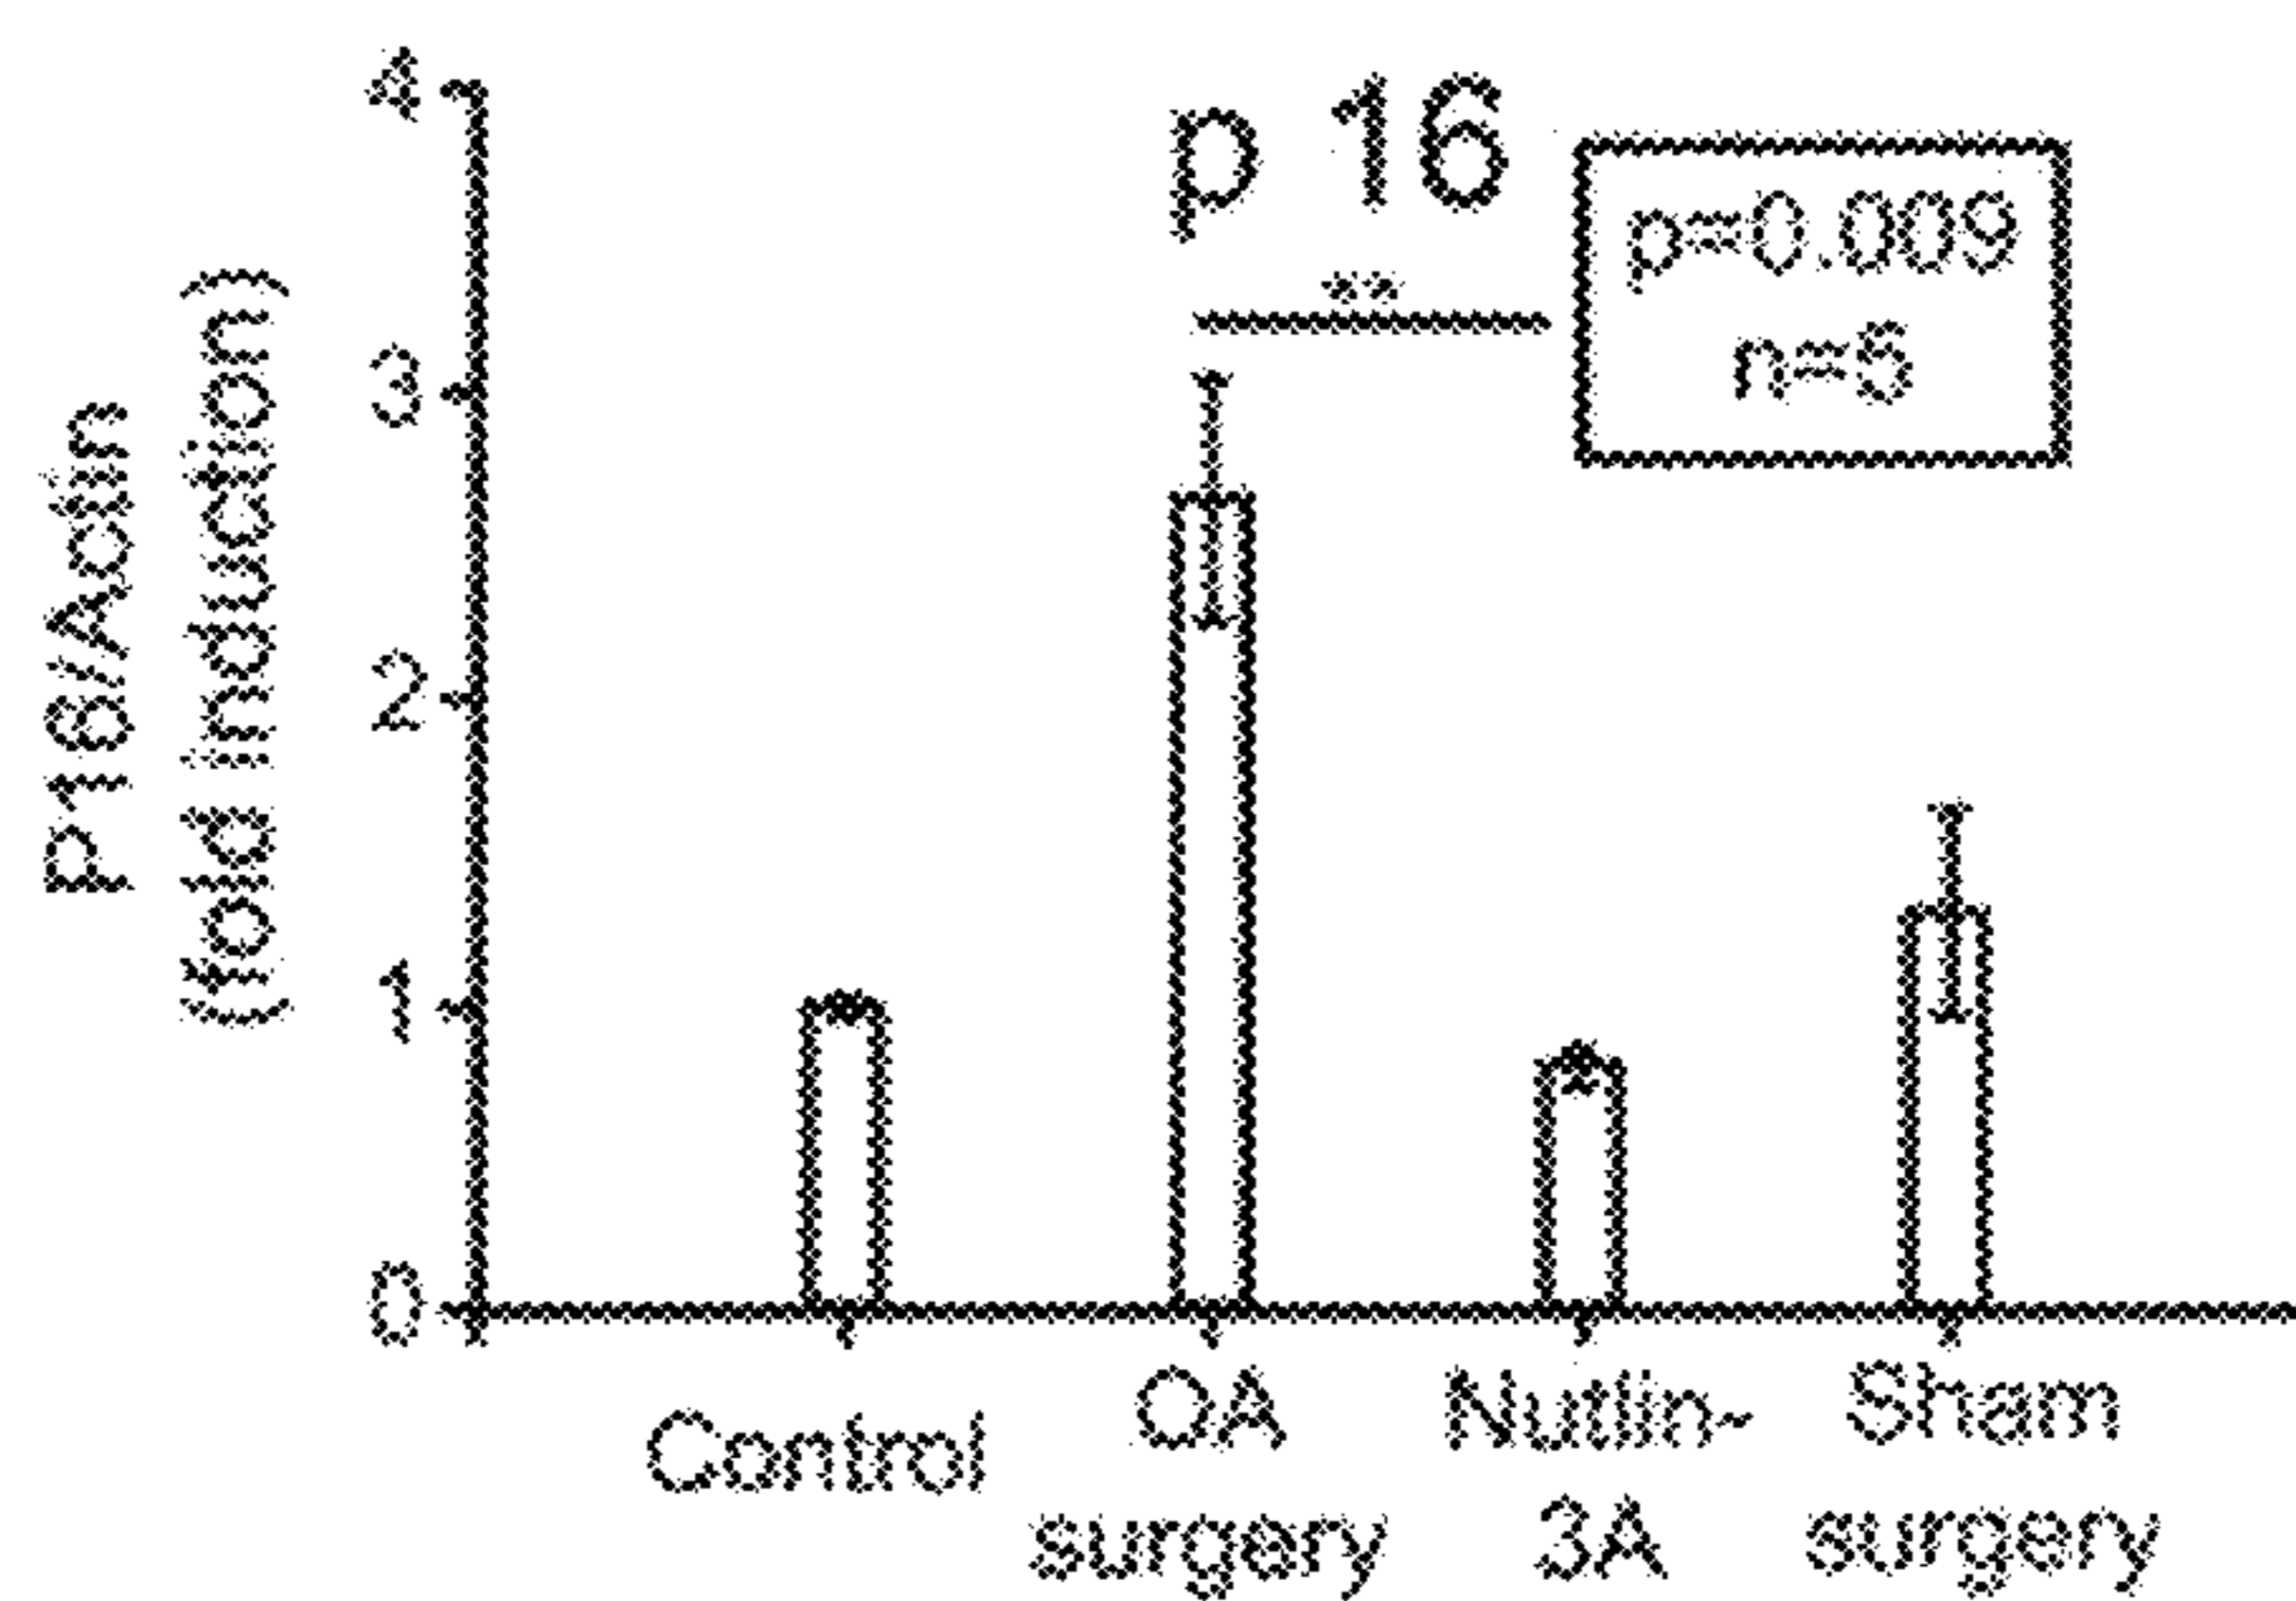 p 16
p=0.009
n=5
**
P16/Actin
(fold induction)
4
3
2
1
0
Control
OA
surgery
Nutlin-
3A
Sham
surgery